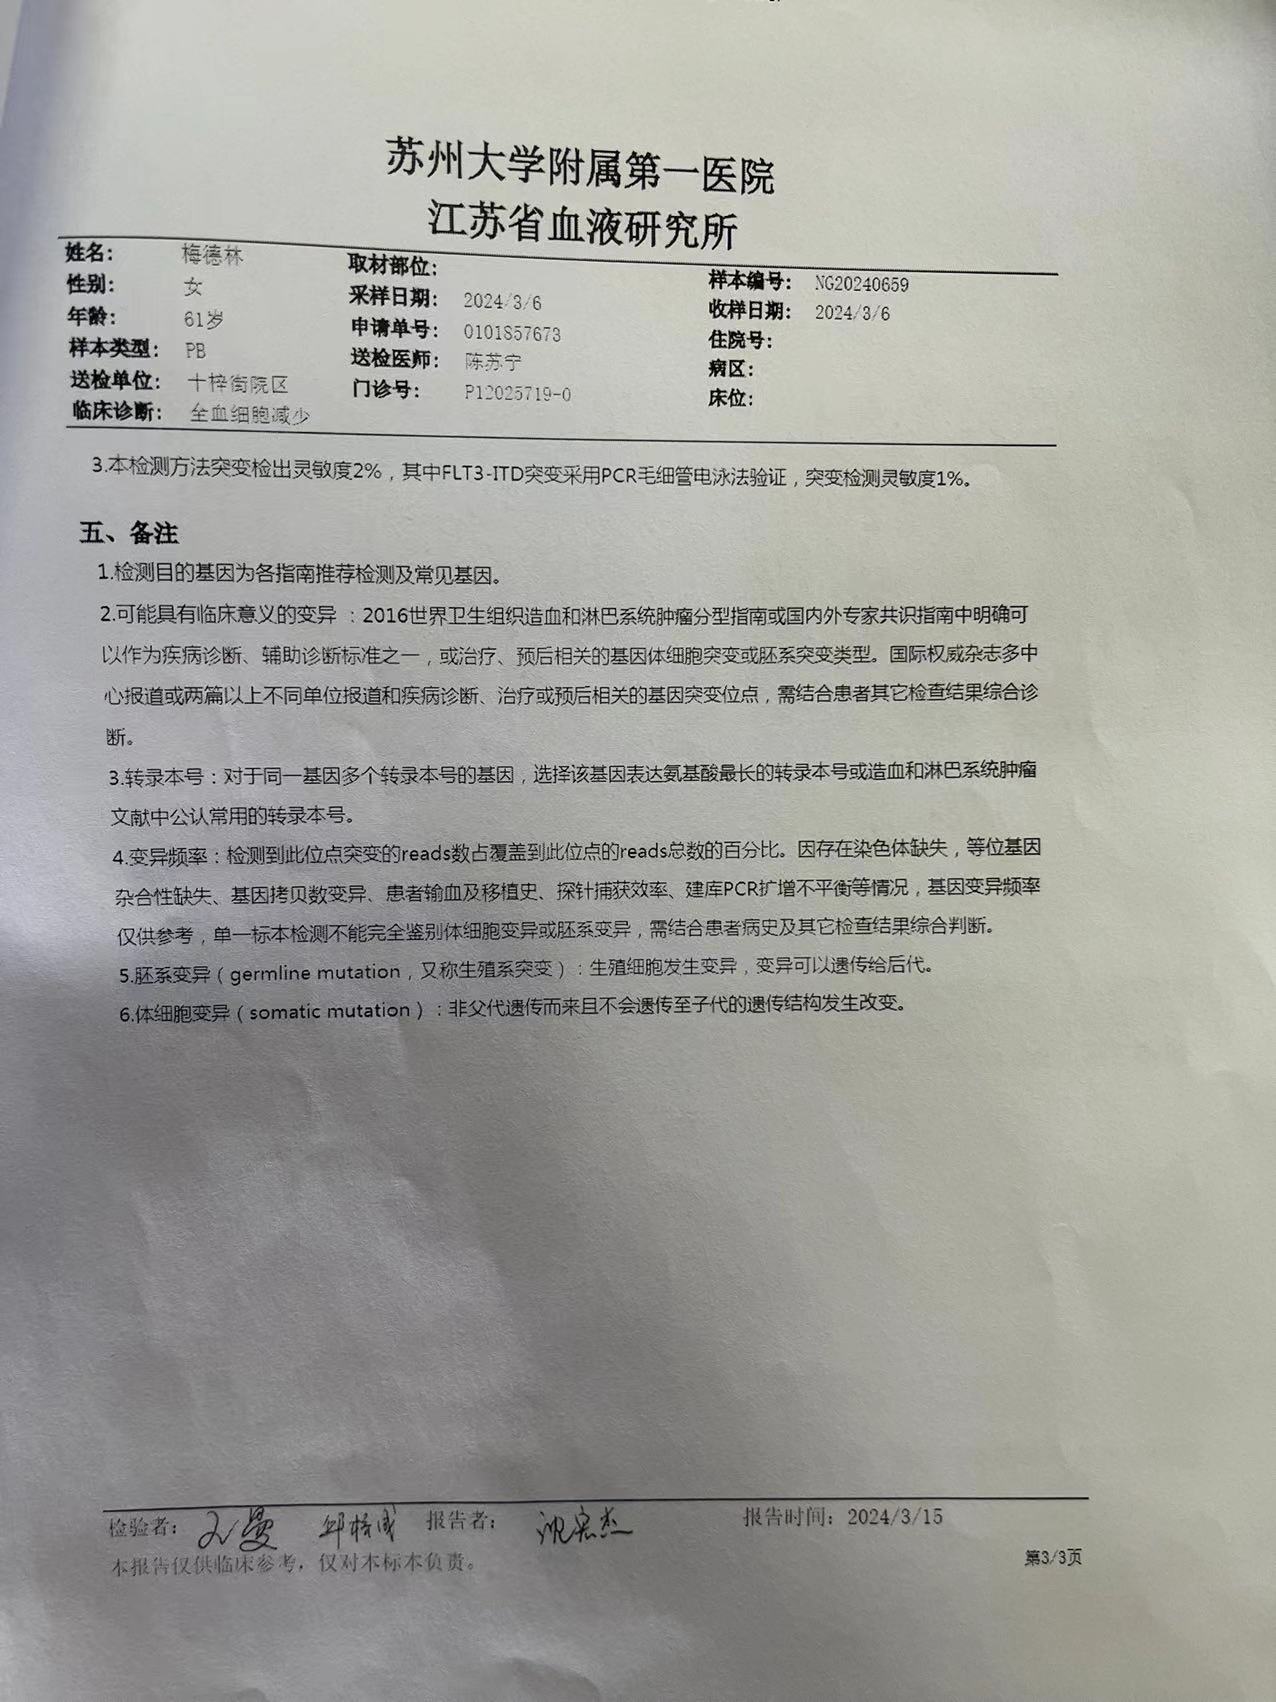 苏州大学附属第一医院
江苏省血液研究所
姓名： 梅德林 取材部位： 样本编号： NG20240659
性别： 女 采样日期： 2024/3/6 收样日期： 2024/3/6
年龄： 61岁 申请单号： 0101857673 住院号：
样本类型： PB 送检医师： 陈苏宁 病区：
送检单位： 十梓街院区 门诊号： P12025719-0 床位：
临床诊断： 全血细胞减少
3.本检测方法突变检出灵敏度2%，其中FLT3-ITD突变采用PCR毛细管电泳法验证，突变检测灵敏度1%。
五、备注
1.检测目的基因为各指南推荐检测及常见基因。
2.可能具有临床意义的变异：2016世界卫生组织造血和淋巴系统肿瘤分型指南或国内外专家共识指南中明确可
以作为疾病诊断、辅助诊断标准之一，或治疗、预后相关的基因体细胞突变或胚系突变类型。国际权威杂志多中
心报道或两篇以上不同单位报道和疾病诊断、治疗或预后相关的基因突变位点，需结合患者其它检查结果综合诊
断。
3.转录本号：对于同一基因多个转录本号的基因，选择该基因表达氨基酸最长的转录本号或造血和淋巴系统肿瘤
文献中公认常用的转录本号。
4.变异频率：检测到此位点突变的reads数占覆盖到此位点的reads总数的百分比。因存在染色体缺失，等位基因
杂合性缺失、基因拷贝数变异、患者输血及移植史、探针捕获效率、建库PCR扩增不平衡等情况，基因变异频率
仅供参考，单一标本检测不能完全鉴别体细胞变异或胚系变异，需结合患者病史及其它检查结果综合判断。
5.胚系变异（germline mutation，又称生殖系突变）：生殖细胞发生变异，变异可以遗传给后代。
6.体细胞变异（somatic mutation）：非父代遗传而来且不会遗传至子代的遗传结构发生改变。
检验者： 报告者： 沈宏杰 报告时间：2024/3/15
本报告仅供临床参考，仅对本标本负责。
第3/3页